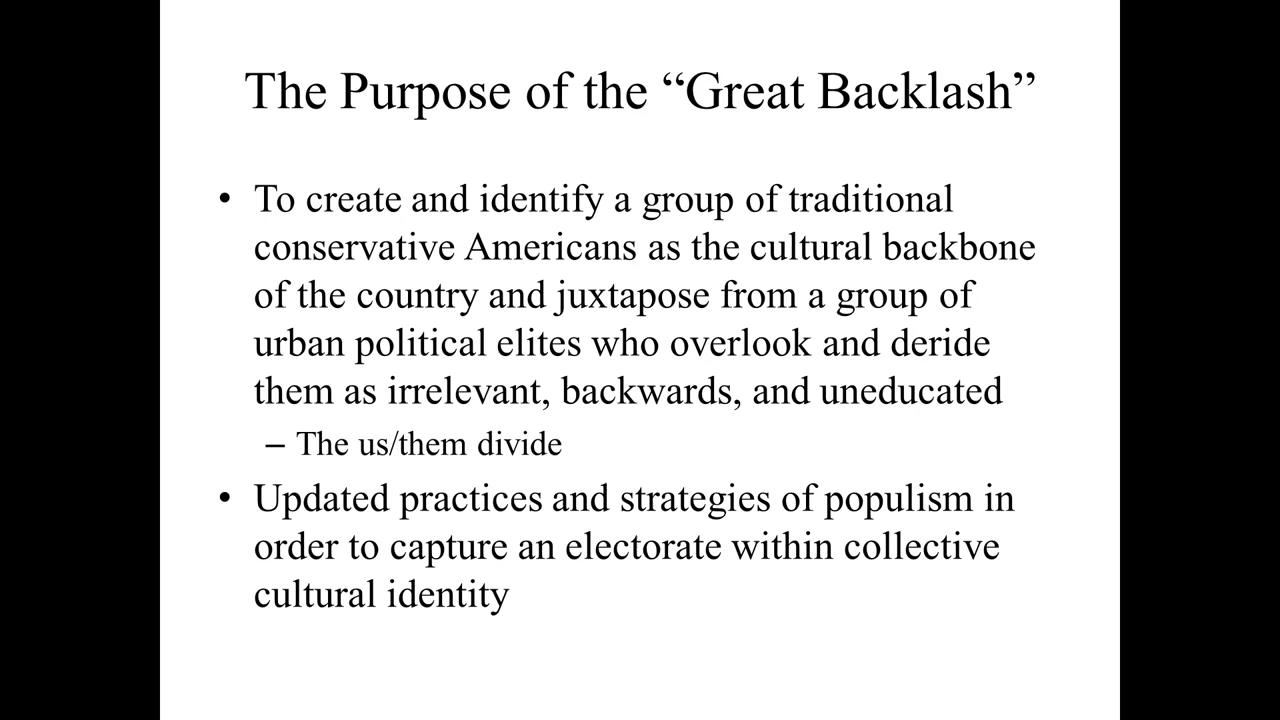 The Purpose of the “Great Backlash”
• To create and identify a group of traditional
conservative Americans as the cultural backbone
of the country and juxtapose from a group of
urban political elites who overlook and deride
them as irrelevant, backwards, and uneducated
– The us/them divide
• Updated practices and strategies of populism in
order to capture an electorate within collective
cultural identity